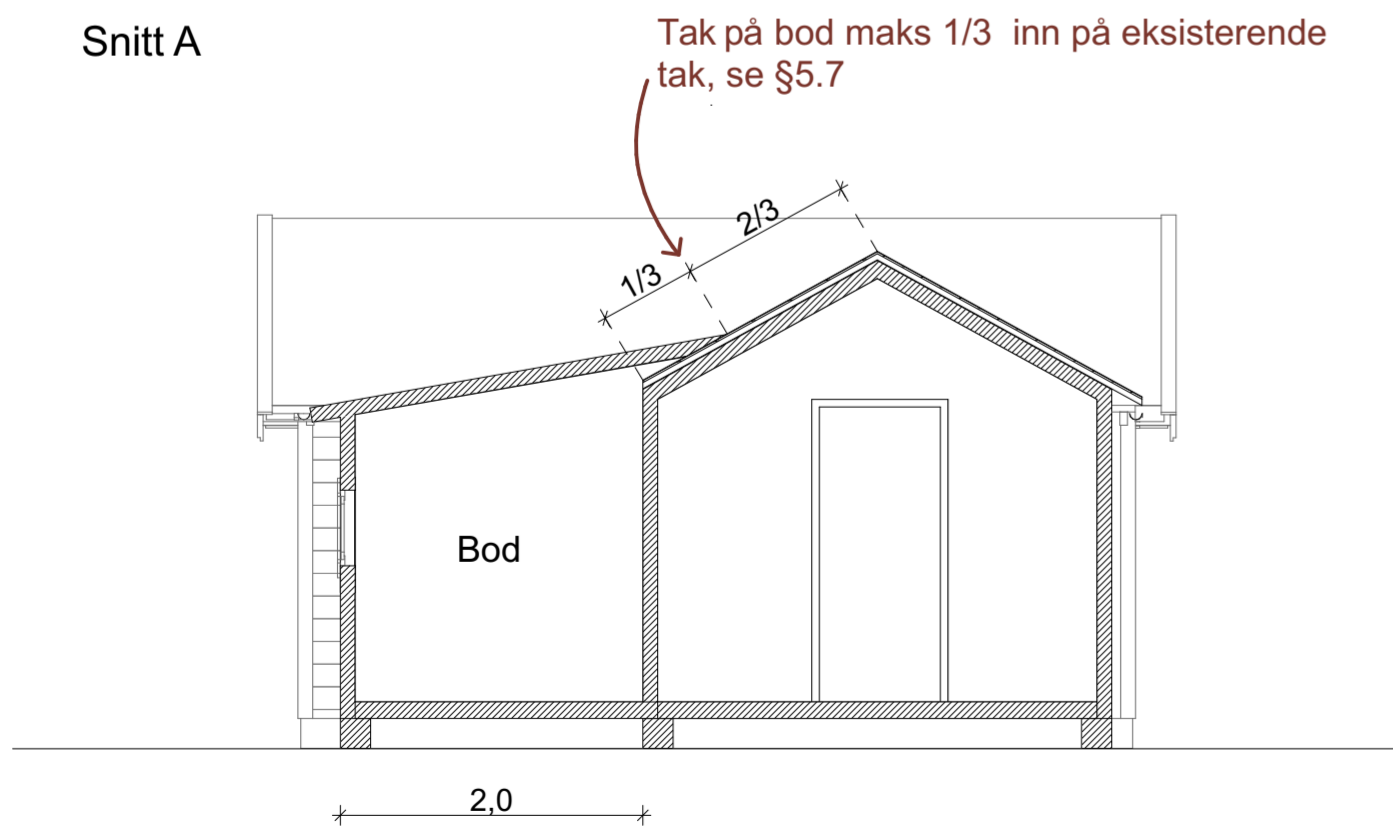 Snitt A
Tak på bod maks 1/3 inn på eksisterende
tak, se §5.7
2/3
1/3
Bod
2,0